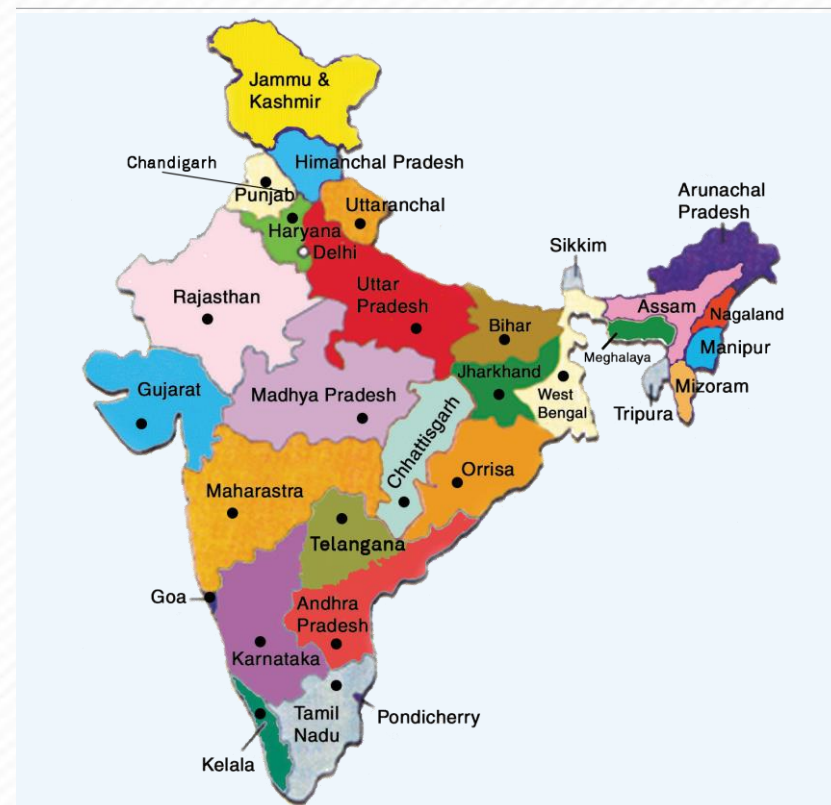 Jammu &
Kashmir
Chandigarh
Himanchal Pradesh
Punjab
Uttaranchal
Arunachal
Pradesh
Haryana
Delhi
Sikkim
Uttar
Pradesh
Rajasthan
Assam
Nagaland
Bihar
Meghalaya
Manipur
Jharkhand
Gujarat
Madhya Pradesh
West
Bengal
Mizoram
Tripura
Chhattisgarh
Orrisa
Maharastra
Telangana
Goa
Andhra
Pradesh
Karnataka
Tamil
Nadu
Pondicherry
Kelala